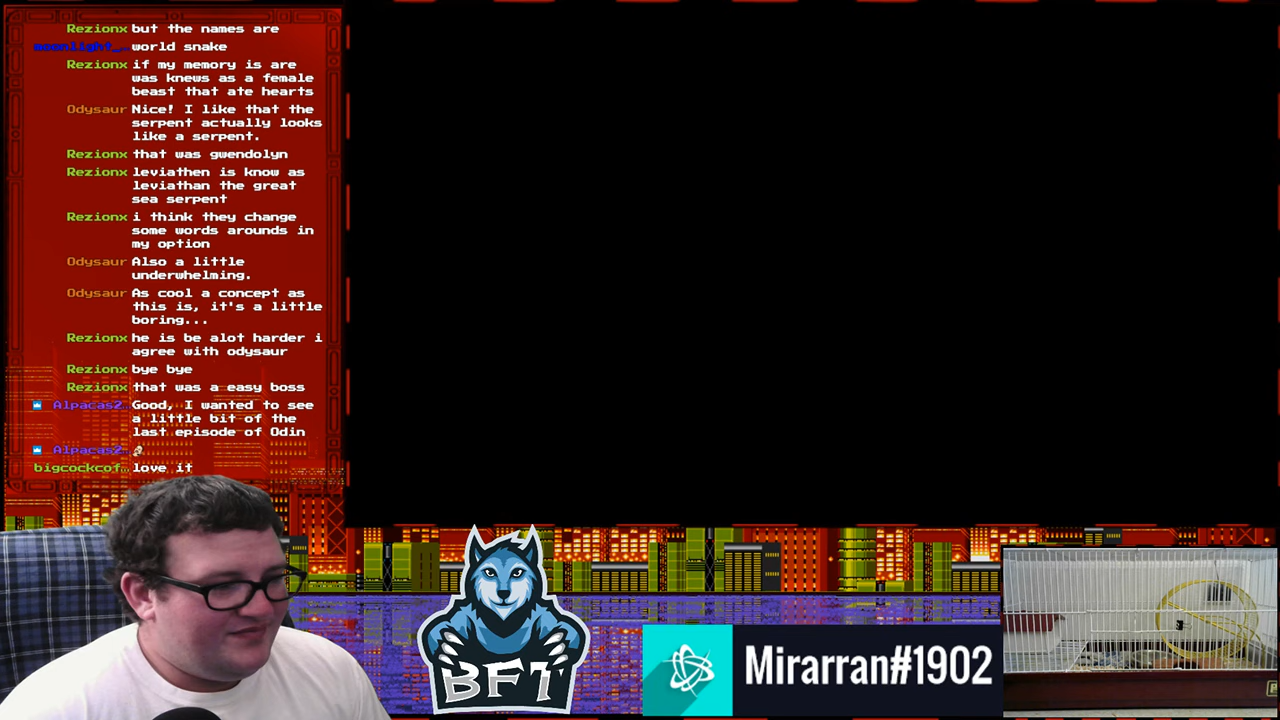 Rezionx but the names are
moonlight_… world snake
Rezionx if my memory is are
was knews as a female
beast that ate hearts
Odysaur Nice! I like that the
serpent actually looks
like a serpent.
Rezionx that was gwendolyn
Rezionx leviathen is know as
leviathan the great
sea serpent
Rezionx i think they change
some words arounds in
my option
Odysaur Also a little
underwhelming.
Odysaur As cool a concept as
this is, it's a little
boring...
Rezionx he is be alot harder i
agree with odysaur
Rezionx bye bye
Rezionx that was a easy boss
Alpacas2… Good, I wanted to see
a little bit of the
last episode of Odin
Alpacas2…
bigcockcof… love it
BFT
Mirarran#1902